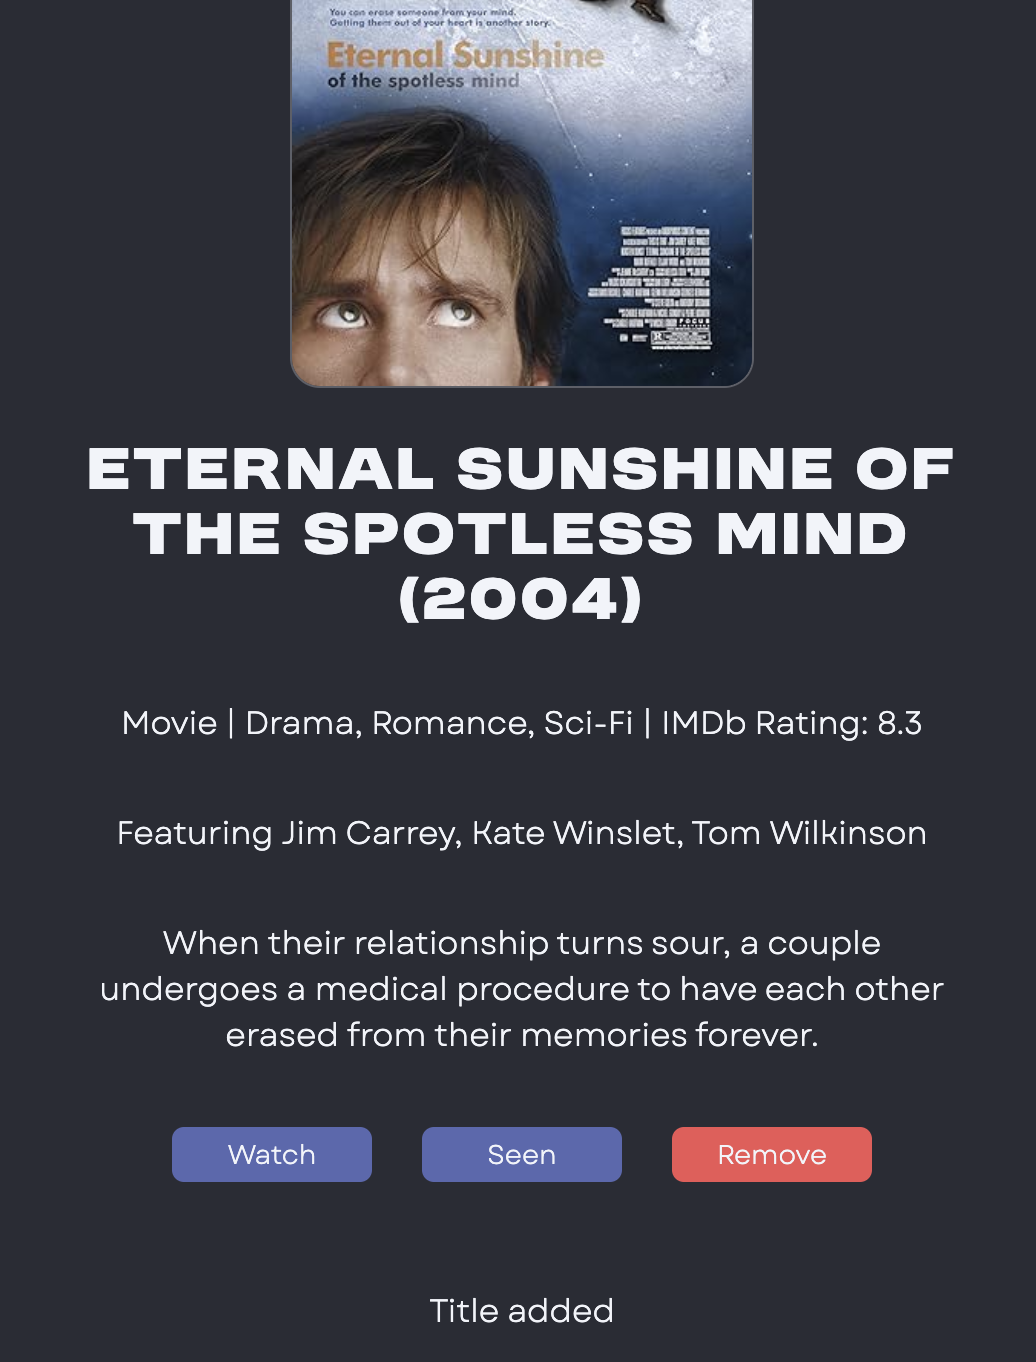 You can erase someone from your mind.
Getting them out of your heart is another story.
Eternal Sunshine
of the spotless mind
FOCUS
R
ETERNAL SUNSHINE OF
THE SPOTLESS MIND
(2004)
Movie | Drama, Romance, Sci-Fi | IMDb Rating: 8.3
Featuring Jim Carrey, Kate Winslet, Tom Wilkinson
When their relationship turns sour, a couple
undergoes a medical procedure to have each other
erased from their memories forever.
Watch Seen Remove
Title added